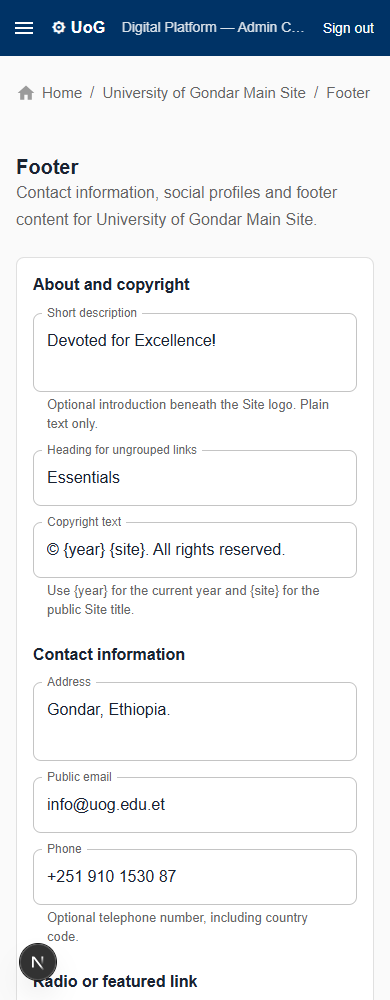 UoG Digital Platform — Admin C... Sign out
Home / University of Gondar Main Site / Footer
Footer
Contact information, social profiles and footer
content for University of Gondar Main Site.
About and copyright
Short description
Devoted for Excellence!
Optional introduction beneath the Site logo. Plain
text only.
Heading for ungrouped links
Essentials
Copyright text
© {year} {site}. All rights reserved.
Use {year} for the current year and {site} for the
public Site title.
Contact information
Address
Gondar, Ethiopia.
Public email
info@uog.edu.et
Phone
+251 910 1530 87
Optional telephone number, including country
code.
N
Radio or featured link